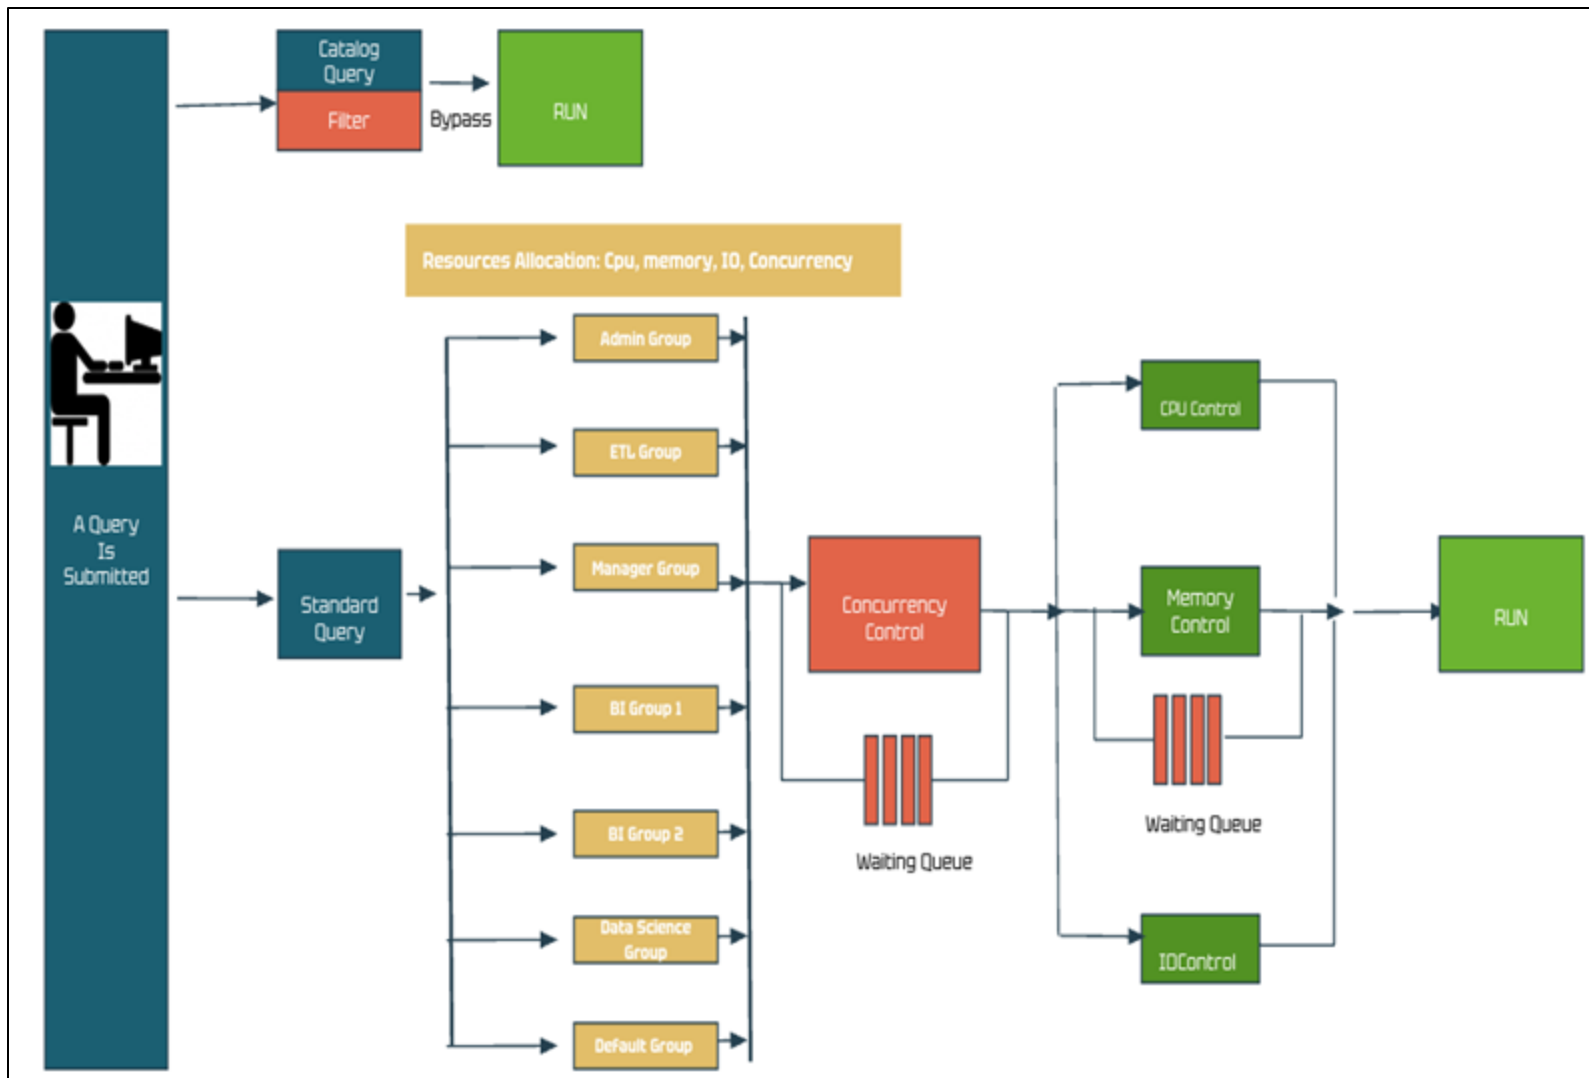 Catalog
Query
Filter
Bypass
RUN
Resources Allocation: Cpu, memory, IO, Concurrency
A Query
Is
Submitted
Standard
Query
Admin Group
ETL Group
Manager Group
BI Group 1
BI Group 2
Data Science
Group
Default Group
Concurrency
Control
Waiting Queue
CPU Control
Memory
Control
Waiting Queue
IOControl
RUN